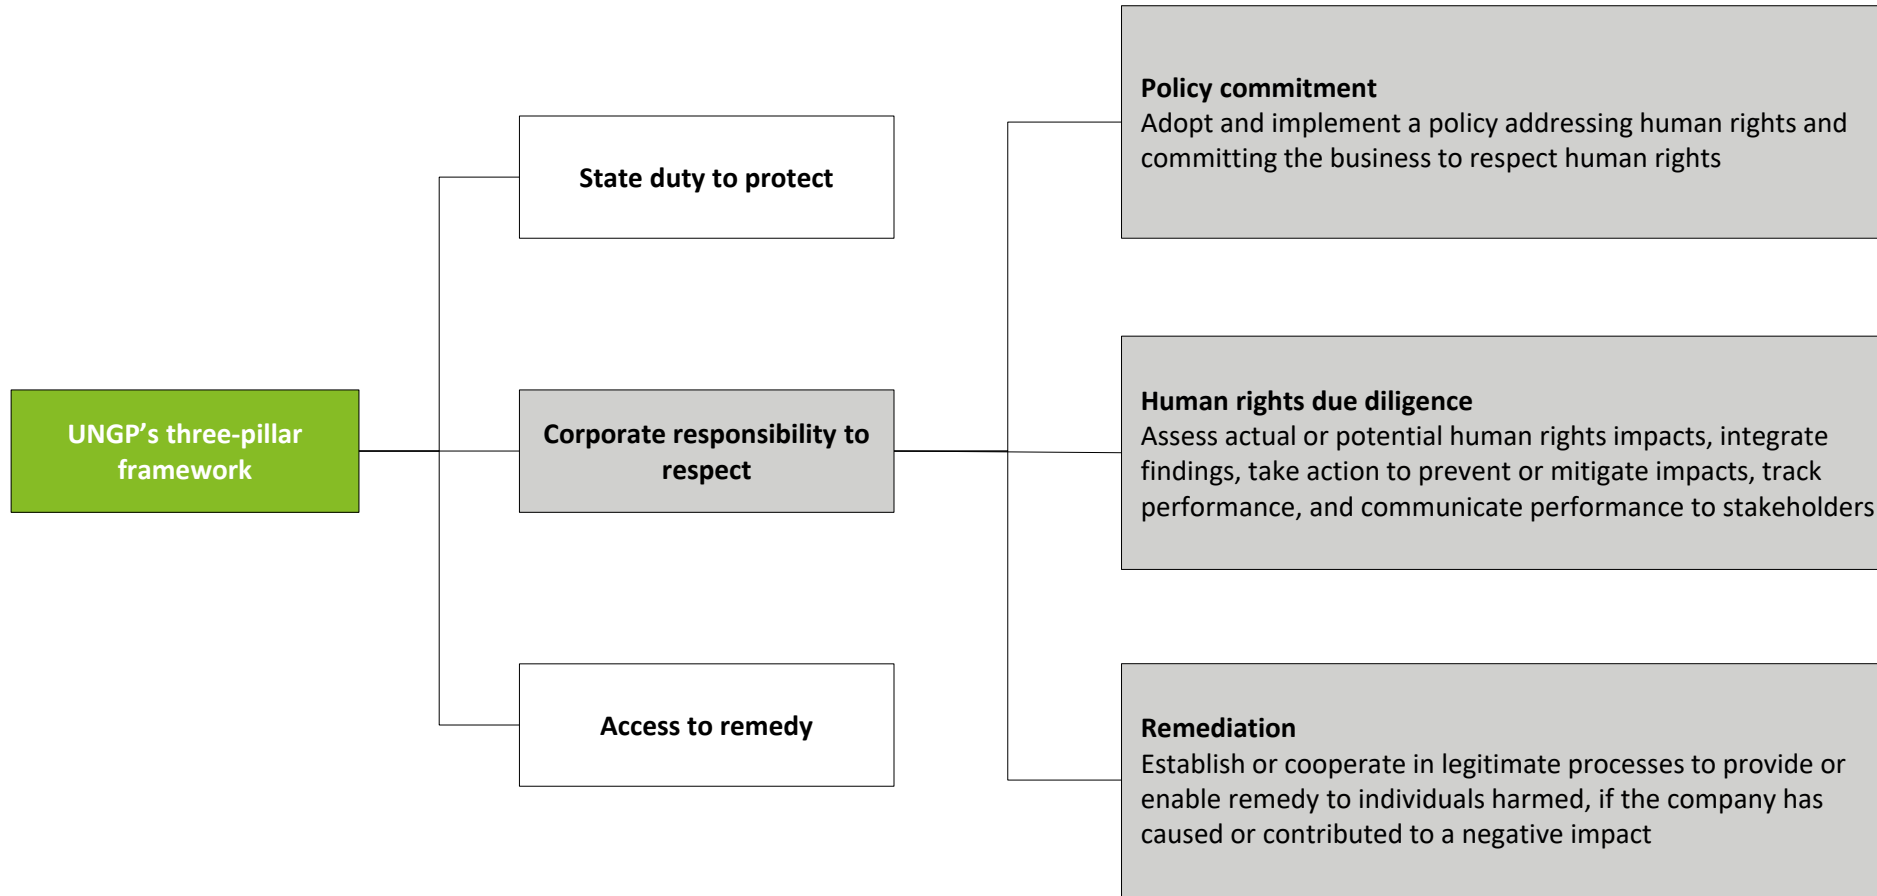 UNGP’s three-pillar
framework
State duty to protect
Corporate responsibility to
respect
Access to remedy
Policy commitment
Adopt and implement a policy addressing human rights and
committing the business to respect human rights
Human rights due diligence
Assess actual or potential human rights impacts, integrate
findings, take action to prevent or mitigate impacts, track
performance, and communicate performance to stakeholders
Remediation
Establish or cooperate in legitimate processes to provide or
enable remedy to individuals harmed, if the company has
caused or contributed to a negative impact